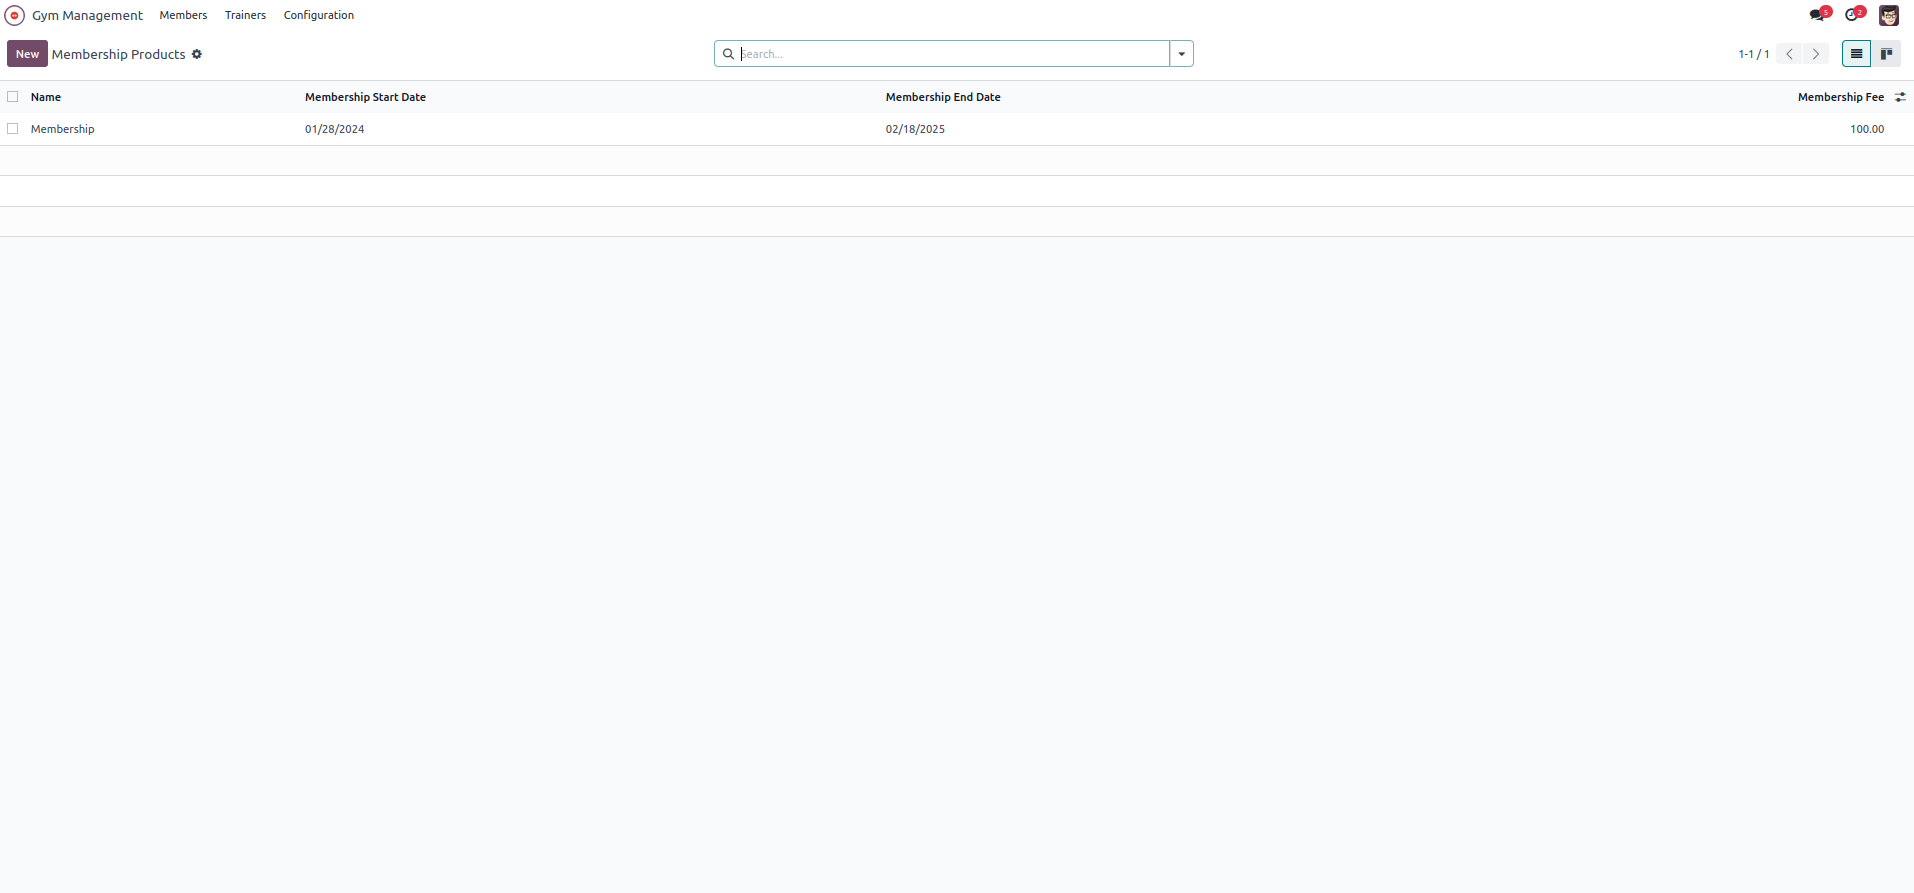 Gym Management Members Trainers Configuration 5 2
New Membership Products Search... 1-1 / 1
Name Membership Start Date Membership End Date Membership Fee
Membership 01/28/2024 02/18/2025 100.00